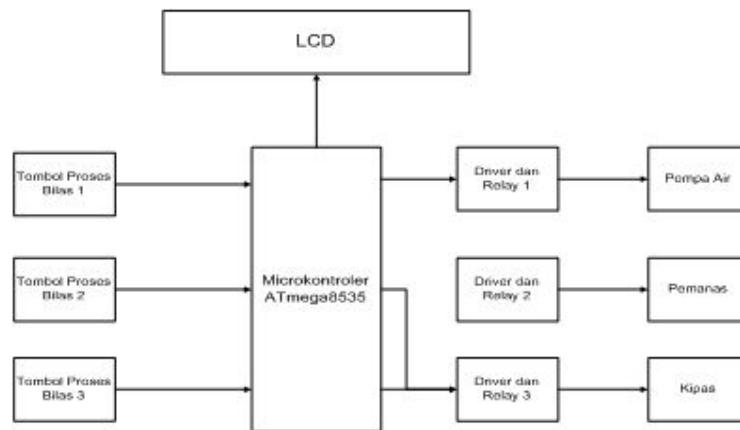 LCD
Tombol Proses
Bilas 1
Tombol Proses
Bilas 2
Tombol Proses
Bilas 3
Microkontroler
ATmega8535
Driver dan
Relay 1
Pompa Air
Driver dan
Relay 2
Pemanas
Driver dan
Relay 3
Kipas